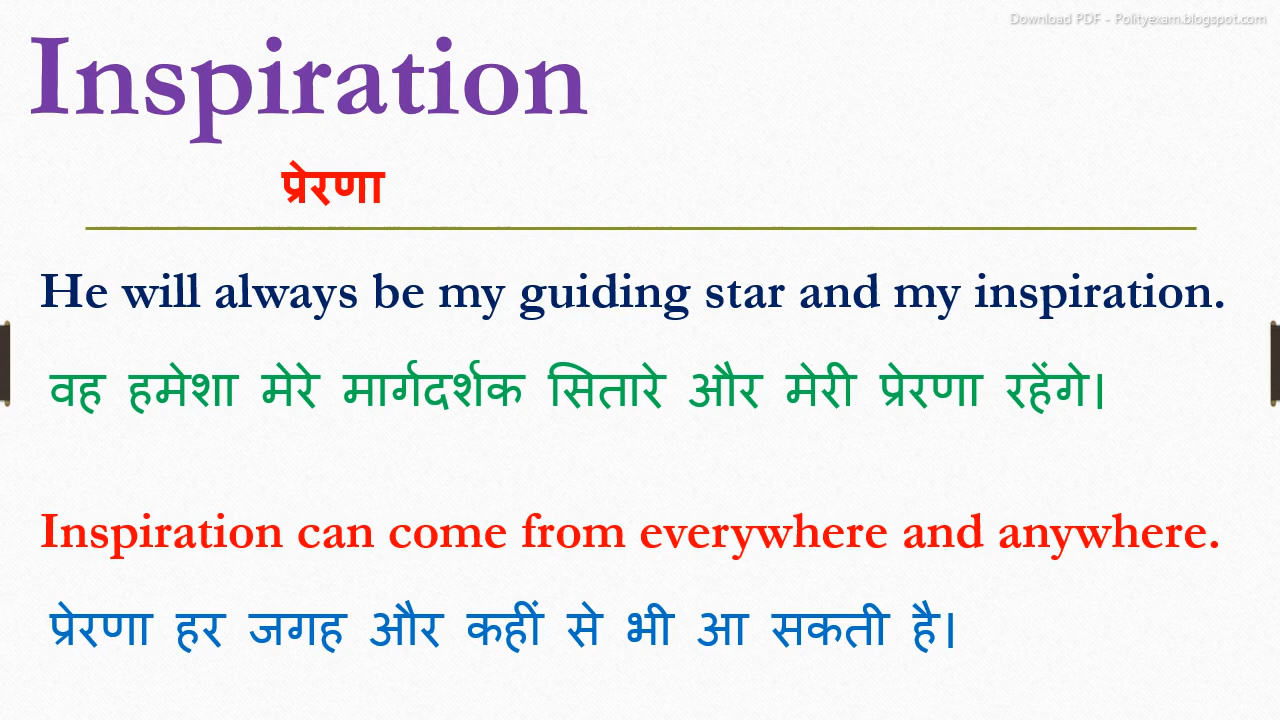 Download PDF - Polityexam.blogspot.com
Inspiration
प्रेरणा
He will always be my guiding star and my inspiration.
वह हमेशा मेरे मार्गदर्शक सितारे और मेरी प्रेरणा रहेंगे।
Inspiration can come from everywhere and anywhere.
प्रेरणा हर जगह और कहीं से भी आ सकती है।